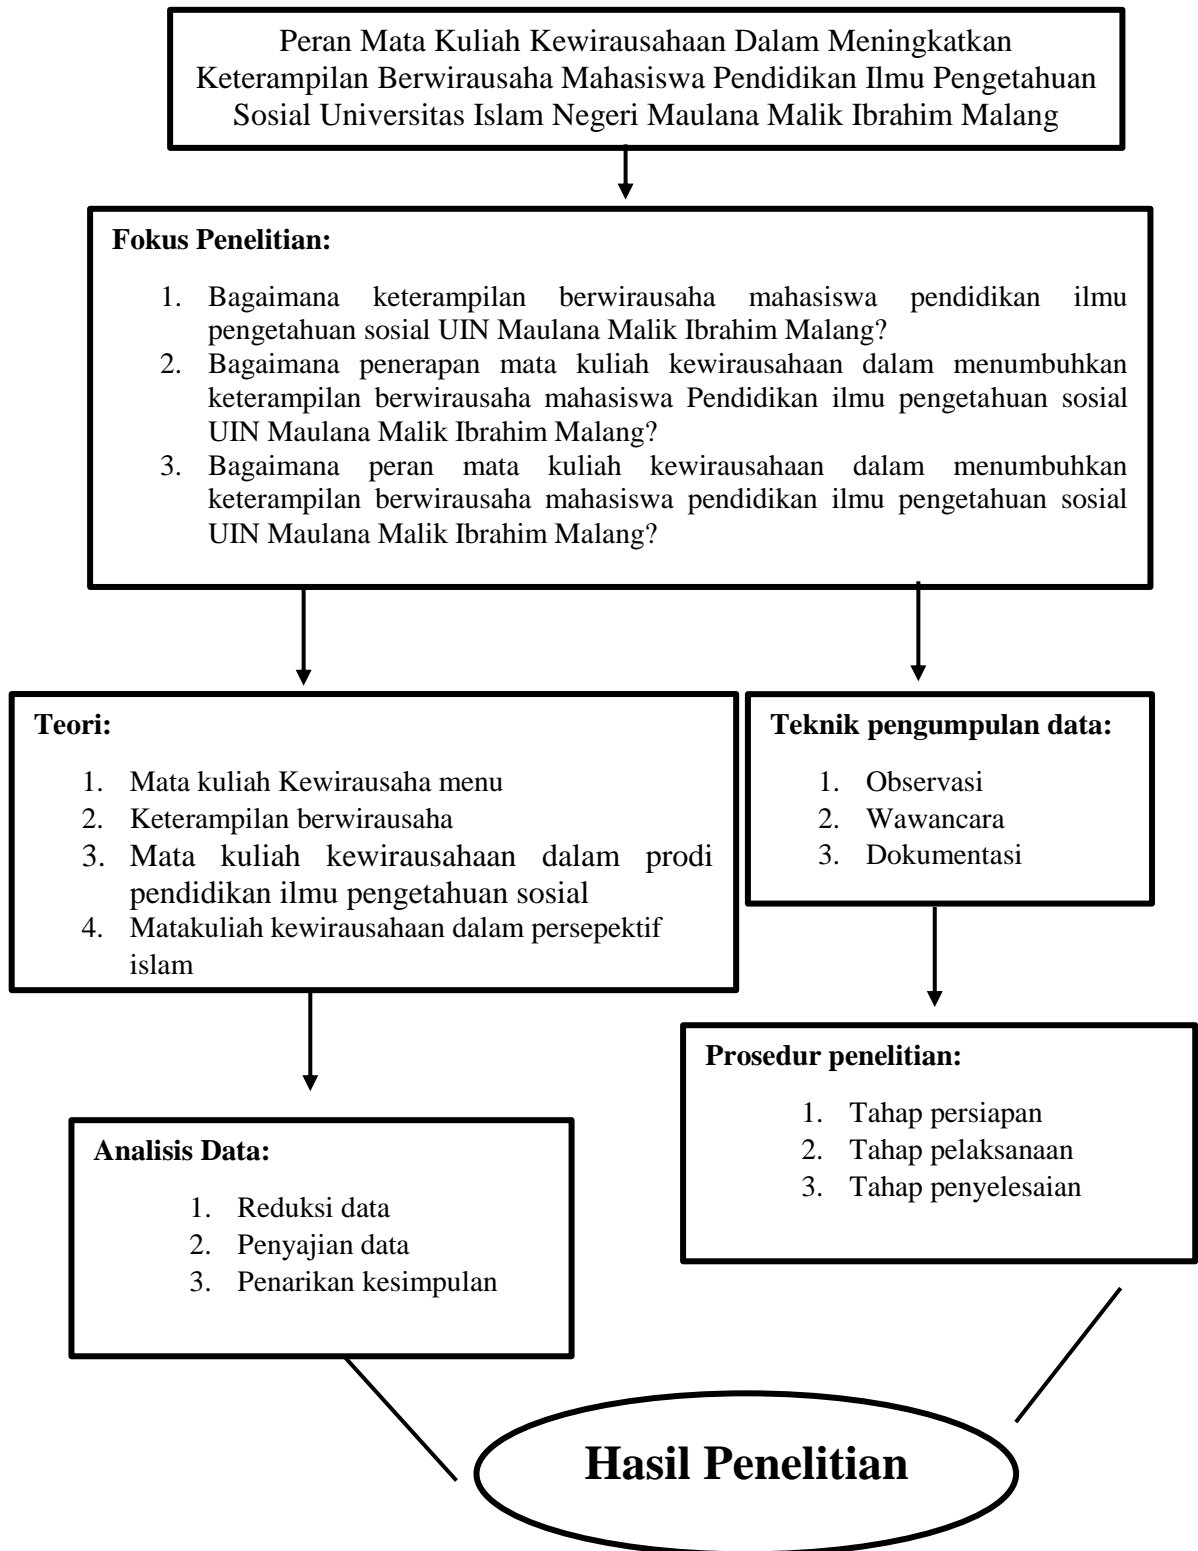 Peran Mata Kuliah Kewirausahaan Dalam Meningkatkan
Keterampilan Berwirausaha Mahasiswa Pendidikan Ilmu Pengetahuan
Sosial Universitas Islam Negeri Maulana Malik Ibrahim Malang
Fokus Penelitian:
1. Bagaimana keterampilan berwirausaha mahasiswa pendidikan ilmu
pengetahuan sosial UIN Maulana Malik Ibrahim Malang?
2. Bagaimana penerapan mata kuliah kewirausahaan dalam menumbuhkan
keterampilan berwirausaha mahasiswa Pendidikan ilmu pengetahuan sosial
UIN Maulana Malik Ibrahim Malang?
3. Bagaimana peran mata kuliah kewirausahaan dalam menumbuhkan
keterampilan berwirausaha mahasiswa pendidikan ilmu pengetahuan sosial
UIN Maulana Malik Ibrahim Malang?
Teori:
1. Mata kuliah Kewirausaha menu
2. Keterampilan berwirausaha
3. Mata kuliah kewirausahaan dalam prodi
pendidikan ilmu pengetahuan sosial
4. Matakuliah kewirausahaan dalam persepektif
islam
Teknik pengumpulan data:
1. Observasi
2. Wawancara
3. Dokumentasi
Prosedur penelitian:
1. Tahap persiapan
2. Tahap pelaksanaan
3. Tahap penyelesaian
Analisis Data:
1. Reduksi data
2. Penyajian data
3. Penarikan kesimpulan
Hasil Penelitian